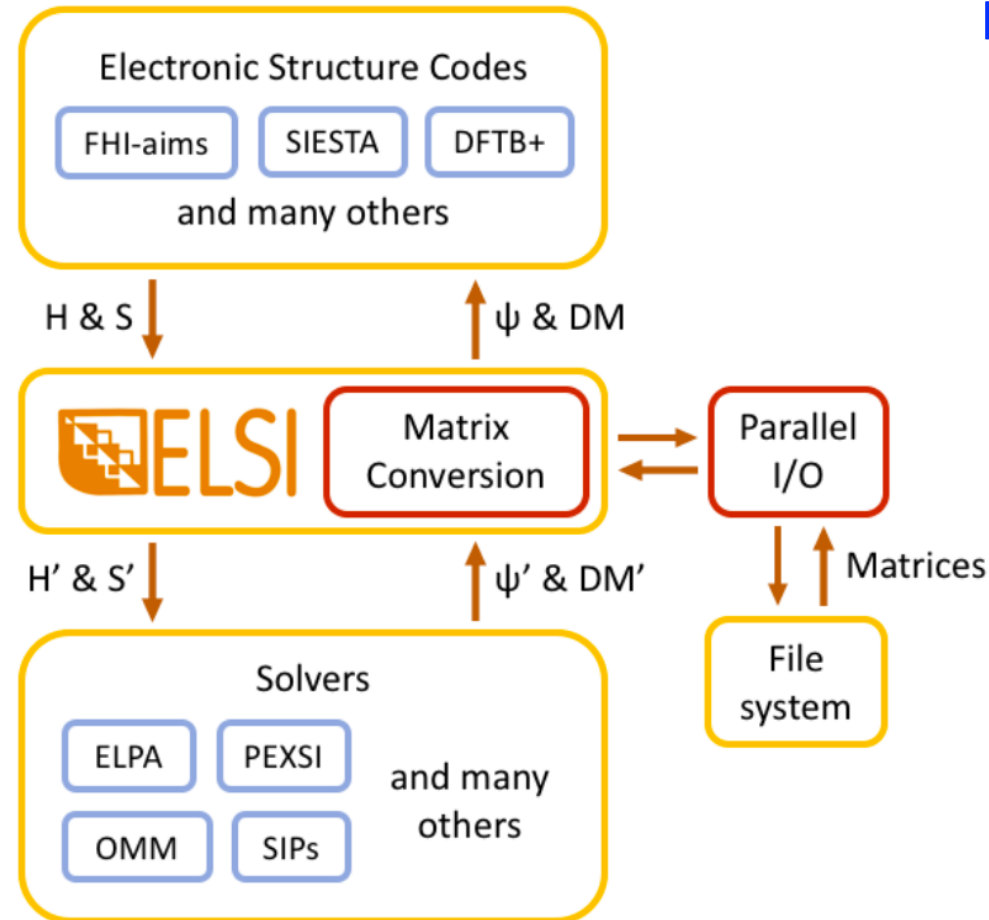 Electronic Structure Codes
FHI-aims
SIESTA
DFTB+
and many others
H & S
ψ & DM
ELSI
Matrix
Conversion
Parallel
I/O
H’ & S’
ψ’ & DM’
Matrices
Solvers
ELPA
PEXSI
OMM
SIPs
and many
others
File
system